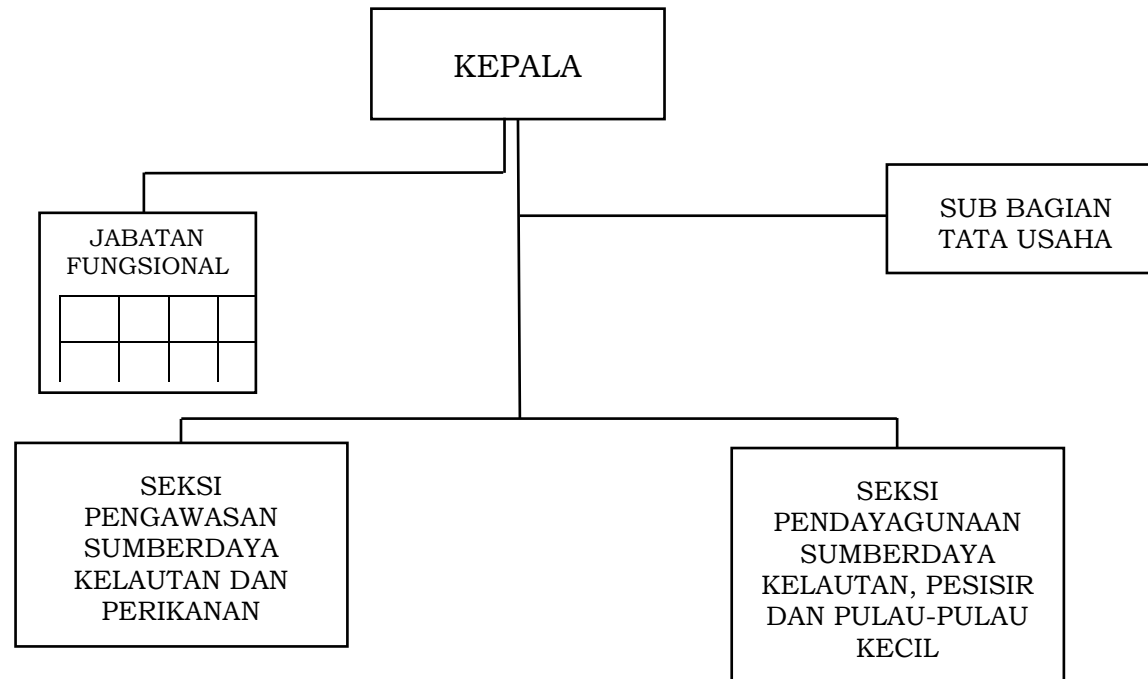 KEPALA
SUB BAGIAN
TATA USAHA
JABATAN
FUNGSIONAL
SEKSI
PENGAWASAN
SUMBERDAYA
KELAUTAN DAN
PERIKANAN
SEKSI
PENDAYAGUNAAN
SUMBERDAYA
KELAUTAN, PESISIR
DAN PULAU-PULAU
KECIL